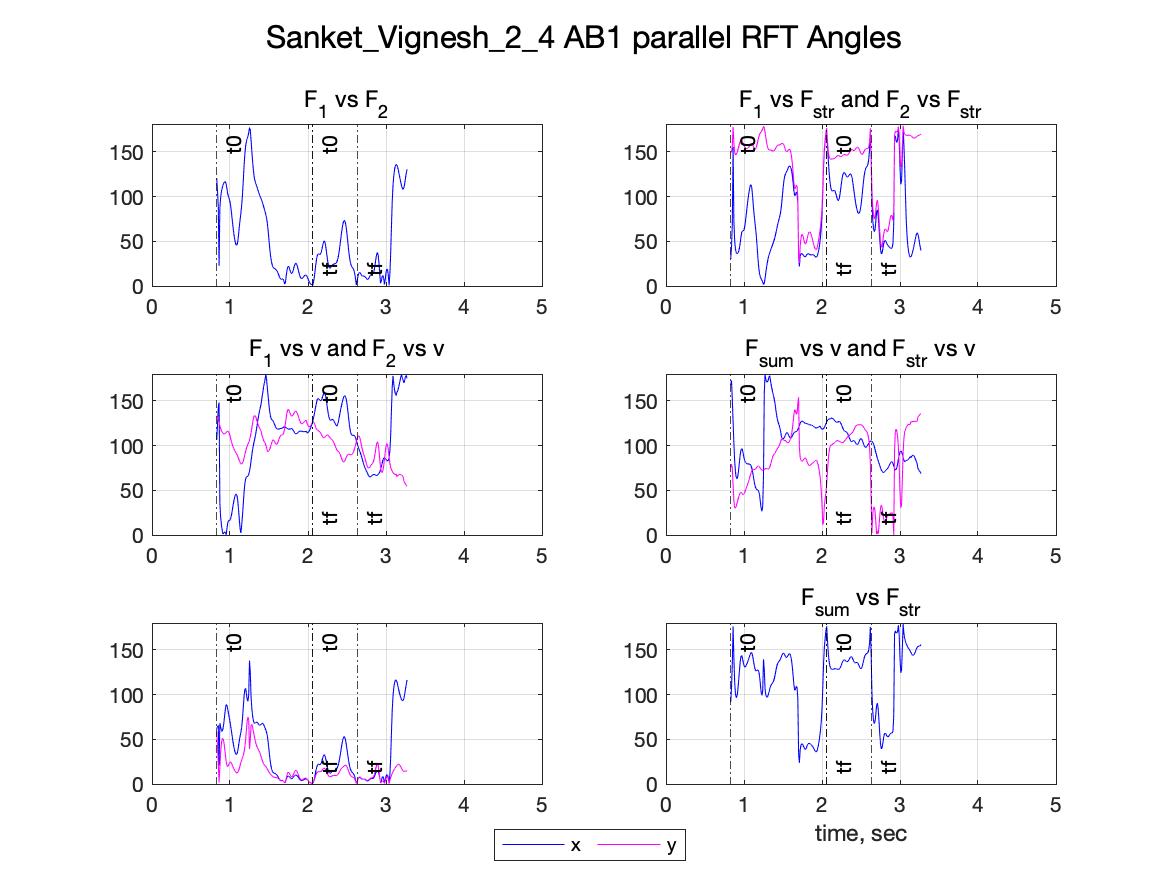 Sanket_Vignesh_2_4 AB1 parallel RFT Angles
F1 vs F2
150
100
50
0
0 1 2 3 4 5
t0
t0
tf
tf
F1 vs Fstr and F2 vs Fstr
150
100
50
0
0 1 2 3 4 5
t0
t0
tf
tf
F1 vs v and F2 vs v
150
100
50
0
0 1 2 3 4 5
t0
t0
tf
tf
Fsum vs v and Fstr vs v
150
100
50
0
0 1 2 3 4 5
t0
t0
tf
tf
150
100
50
0
0 1 2 3 4 5
t0
t0
tf
tf
Fsum vs Fstr
150
100
50
0
0 1 2 3 4 5
t0
t0
tf
tf
time, sec
x y